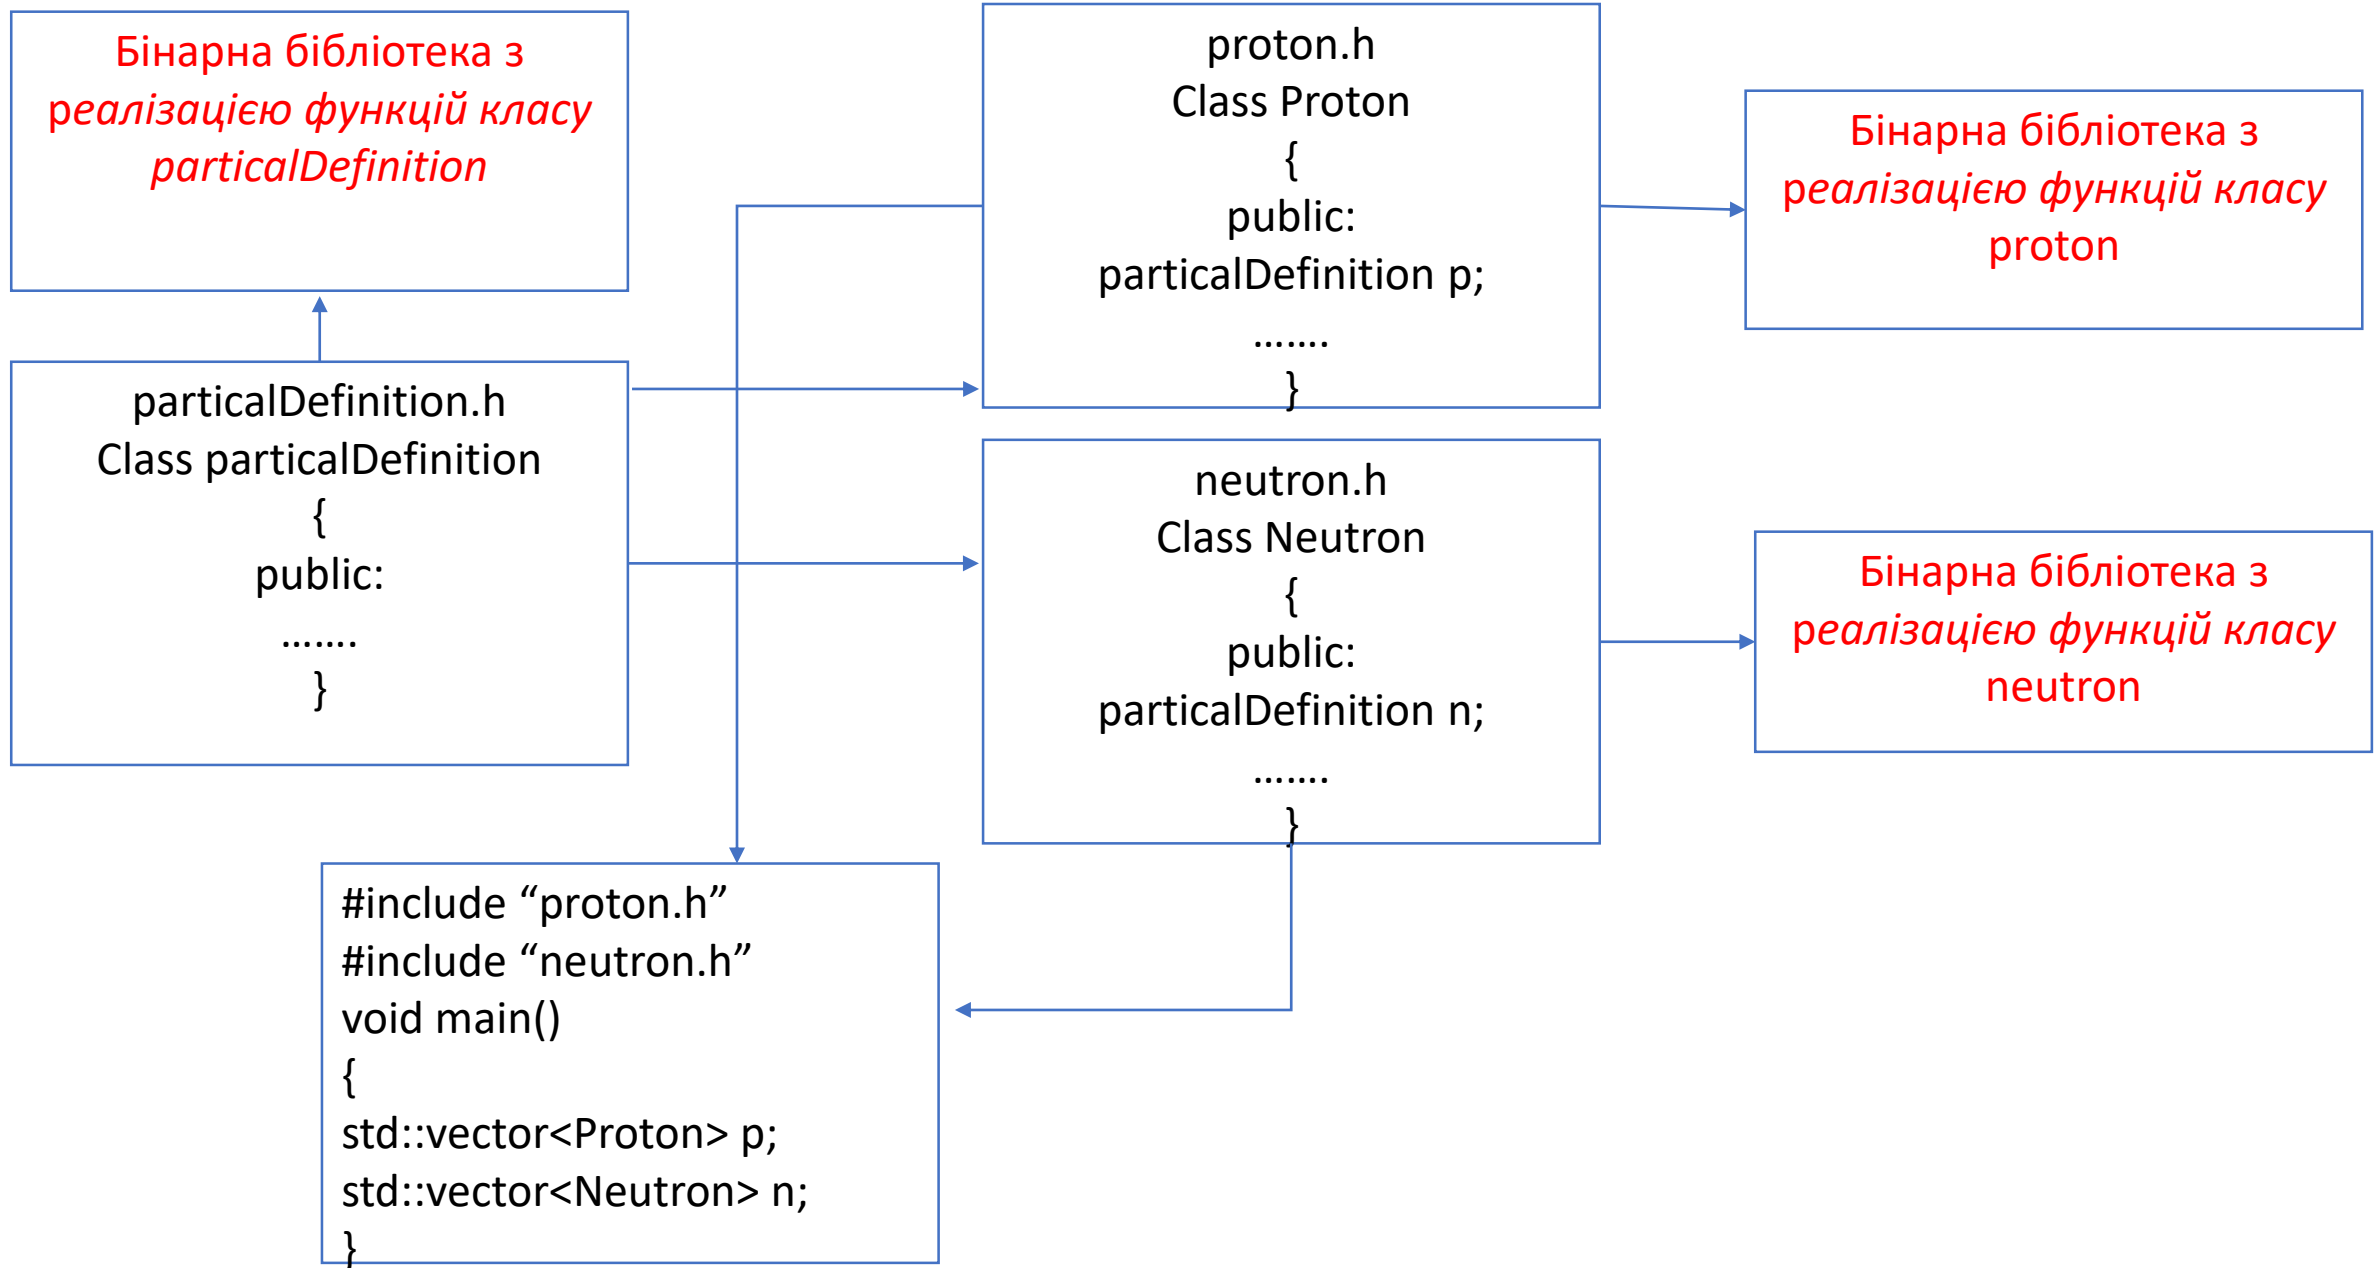 Бінарна бібліотека з
реалізацією функцій класу
particalDefinition
particalDefinition.h
Class particalDefinition
{
public:
…….
}
proton.h
Class Proton
{
public:
particalDefinition p;
…….
}
Бінарна бібліотека з
реалізацією функцій класу
proton
neutron.h
Class Neutron
{
public:
particalDefinition n;
…….
}
Бінарна бібліотека з
реалізацією функцій класу
neutron
#include “proton.h”
#include “neutron.h”
void main()
{
std::vector<Proton> p;
std::vector<Neutron> n;
}